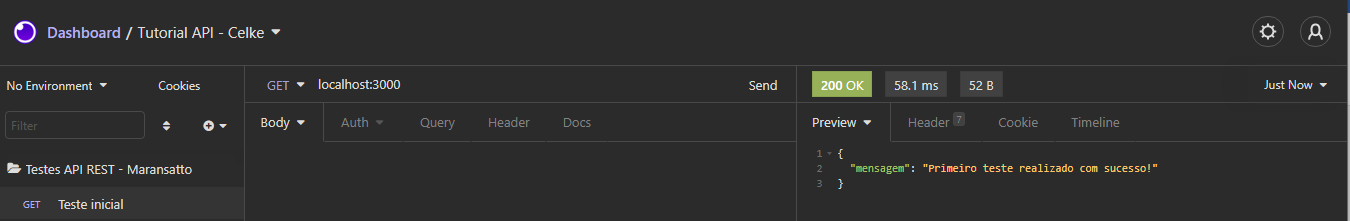 Dashboard / Tutorial API - Celke
No Environment
Cookies
GET
localhost:3000
Send
200 OK
58.1 ms
52 B
Just Now
Filter
Body
Auth
Query
Header
Docs
Preview
Header 7
Cookie
Timeline
Testes API REST - Maransatto
GET
Teste inicial
1 {
2 "mensagem": "Primeiro teste realizado com sucesso!"
3 }